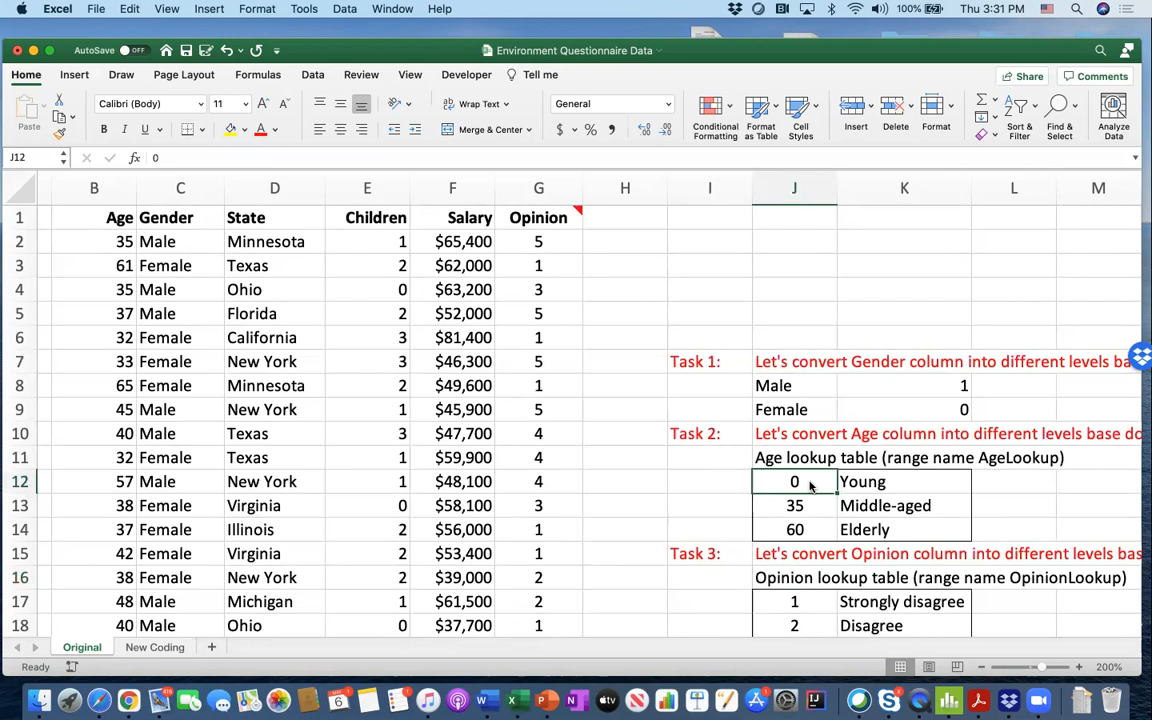 Excel File Edit View Insert Format Tools Data Window Help 100% Thu 3:31 PM
AutoSave OFF Environment Questionnaire Data
Home Insert Draw Page Layout Formulas Data Review View Developer Tell me Share Comments
Paste Calibri (Body) 11 Wrap Text General Conditional Formatting Format as Table Cell Styles Insert Delete Format Sort & Filter Find & Select Analyze Data
B I U Merge & Center $ %
J12 fx 0
B C D E F G H I J K L M
1 Age Gender State Children Salary Opinion
2 35 Male Minnesota 1 $65,400 5
3 61 Female Texas 2 $62,000 1
4 35 Male Ohio 0 $63,200 3
5 37 Male Florida 2 $52,000 5
6 32 Female California 3 $81,400 1
7 33 Female New York 3 $46,300 5 Task 1: Let's convert Gender column into different levels ba
8 65 Female Minnesota 2 $49,600 1 Male 1
9 45 Male New York 1 $45,900 5 Female 0
10 40 Male Texas 3 $47,700 4 Task 2: Let's convert Age column into different levels base do
11 32 Female Texas 1 $59,900 4 Age lookup table (range name AgeLookup)
12 57 Male New York 1 $48,100 4 0 Young
13 38 Female Virginia 0 $58,100 3 35 Middle-aged
14 37 Female Illinois 2 $56,000 1 60 Elderly
15 42 Female Virginia 2 $53,400 1 Task 3: Let's convert Opinion column into different levels bas
16 38 Female New York 2 $39,000 2 Opinion lookup table (range name OpinionLookup)
17 48 Male Michigan 1 $61,500 2 1 Strongly disagree
18 40 Male Ohio 0 $37,700 1 2 Disagree
Original New Coding +
Ready 200%